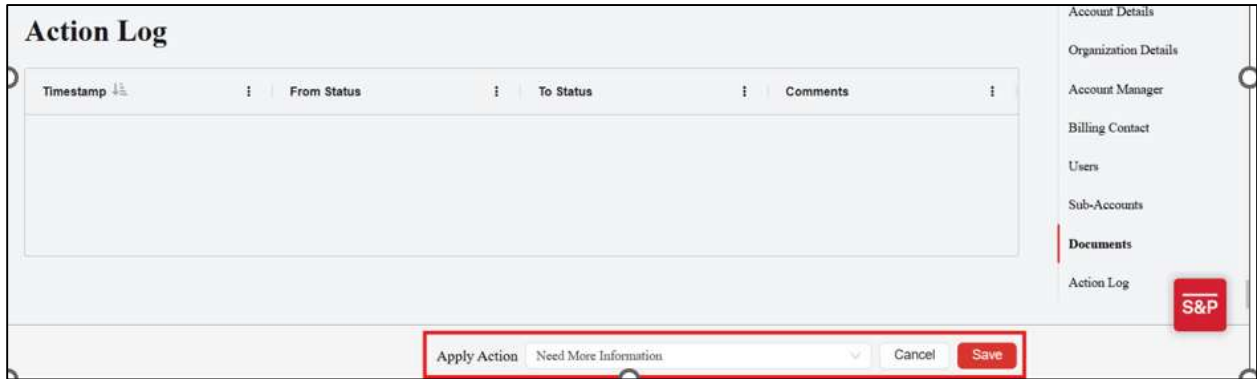 Action Log
Timestamp From Status To Status Comments
Account Details
Organization Details
Account Manager
Billing Contact
Users
Sub-Accounts
Documents
Action Log
S&P
Apply Action Need More Information Cancel Save